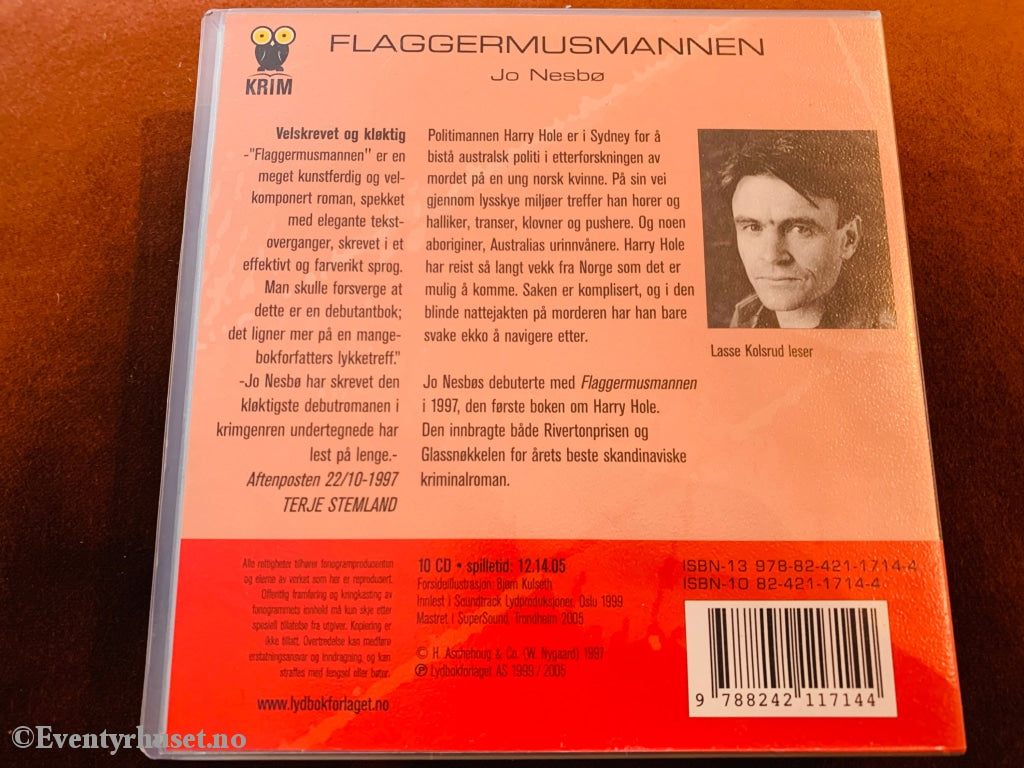 FLAGGERMUSMANNEN
Jo Nesbø
KRIM
Velskrevet og kløktig
-"Flaggermusmannen" er en
meget kunstferdig og vel-
komponert roman, spekket
med elegante tekst-
overganger, skrevet i et
effektivt og farverikt sprog.
Man skulle forsverge at
dette er en debutantbok;
det ligner mer på en mange-
bokforfatters lykketreff."
-Jo Nesbø har skrevet den
kløktigste debutromanen i
krimgenren undertegnede har
lest på lenge.-
Aftenposten 22/10-1997
TERJE STEMLAND
Politimannen Harry Hole er i Sydney for å
bistå australsk politi i etterforskningen av
mordet på en ung norsk kvinne. På sin vei
gjennom lysskye miljøer treffer han horer og
halliker, transer, klovner og pushere. Og noen
aboriginer, Australias urinnvånere. Harry Hole
har reist så langt vekk fra Norge som det er
mulig å komme. Saken er komplisert, og i den
blinde nattejakten på morderen har han bare
svake ekko å navigere etter.
Jo Nesbøs debuterte med Flaggermusmannen
i 1997, den første boken om Harry Hole.
Den innbragte både Rivertonprisen og
Glassnøkkelen for årets beste skandinaviske
kriminalroman.
Lasse Kolsrud leser
Alle rettigheter tilhører fonogramproducenten
og eierne av verket som her er reprodusert.
Offentlig framføring og kringkasting av
fonogrammets innhold må kun skje etter
spesiell tillatelse fra utgiver. Kopiering er
ikke tillatt. Overtredelse kan medføre
erstatningsansvar og inndragning, og kan
straffes med fengsel eller bøter.
www.lydbokforlaget.no
10 CD • spilletid: 12.14.05
Forsideillustrasjon: Bjørn Kulseth
Innlest i Soundtrack Lydproduksjoner, Oslo 1999
Mastret i SuperSound, Trondheim 2005
© H. Aschehoug & Co. (W. Nygaard) 1997
℗ Lydbokforlaget AS 1999 / 2005
ISBN-13 978-82-421-1714-4
ISBN-10 82-421-1714-4
9 788242 117144
©Eventyrhuset.no